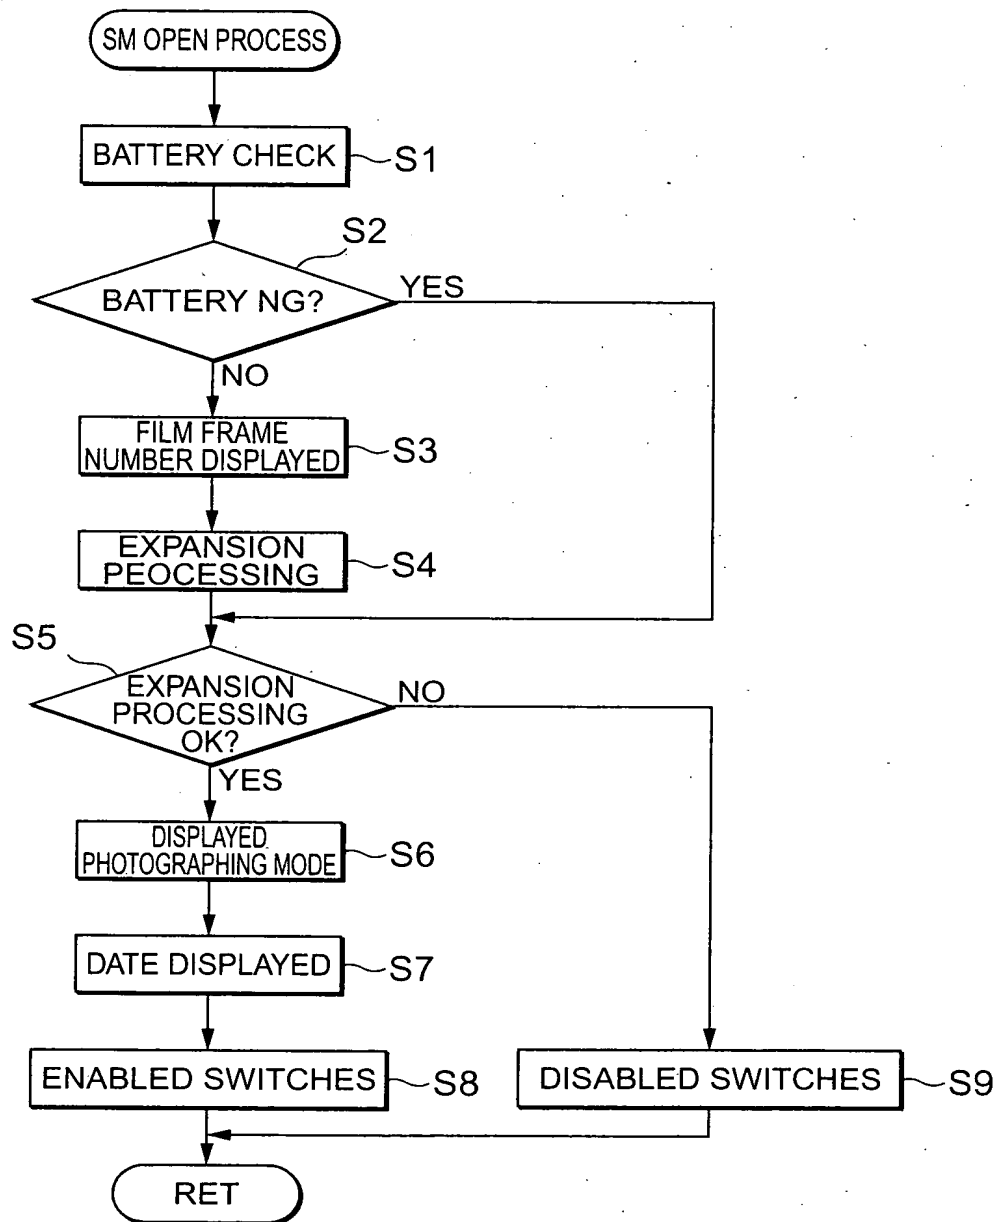 SM OPEN PROCESS
BATTERY CHECK
S1
S2
BATTERY NG?
YES
NO
FILM FRAME
NUMBER DISPLAYED
S3
EXPANSION
PEOCESSING
S4
S5
EXPANSION
PROCESSING
OK?
NO
YES
DISPLAYED
PHOTOGRAPHING MODE
S6
DATE DISPLAYED
S7
ENABLED SWITCHES
S8
DISABLED SWITCHES
S9
RET